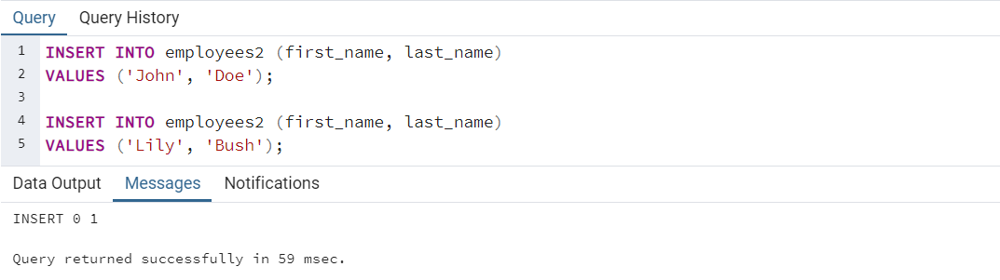 Query Query History
1 INSERT INTO employees2 (first_name, last_name)
2 VALUES ('John', 'Doe');
3
4 INSERT INTO employees2 (first_name, last_name)
5 VALUES ('Lily', 'Bush');
Data Output Messages Notifications
INSERT 0 1
Query returned successfully in 59 msec.